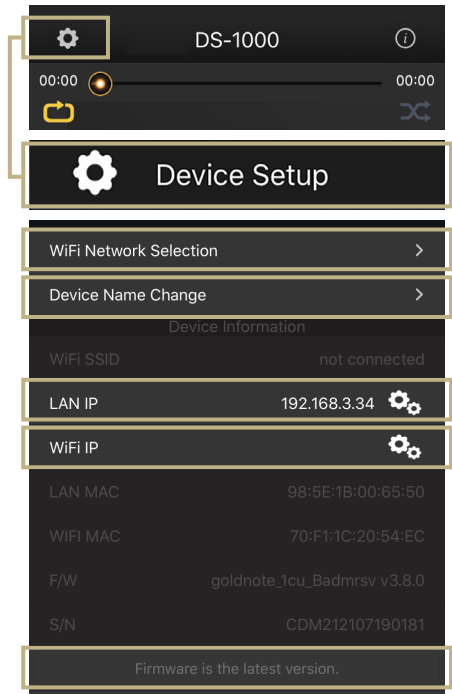 DS-1000
00:00 00:00
Device Setup
WiFi Network Selection
Device Name Change
Device Information
WiFi SSID not connected
LAN IP 192.168.3.34
WiFi IP
LAN MAC 98:5E:1B:00:65:50
WIFI MAC 70:F1:1C:20:54:EC
F/W goldnote_1cu_Badmrsv v3.8.0
S/N CDM212107190181
Firmware is the latest version.